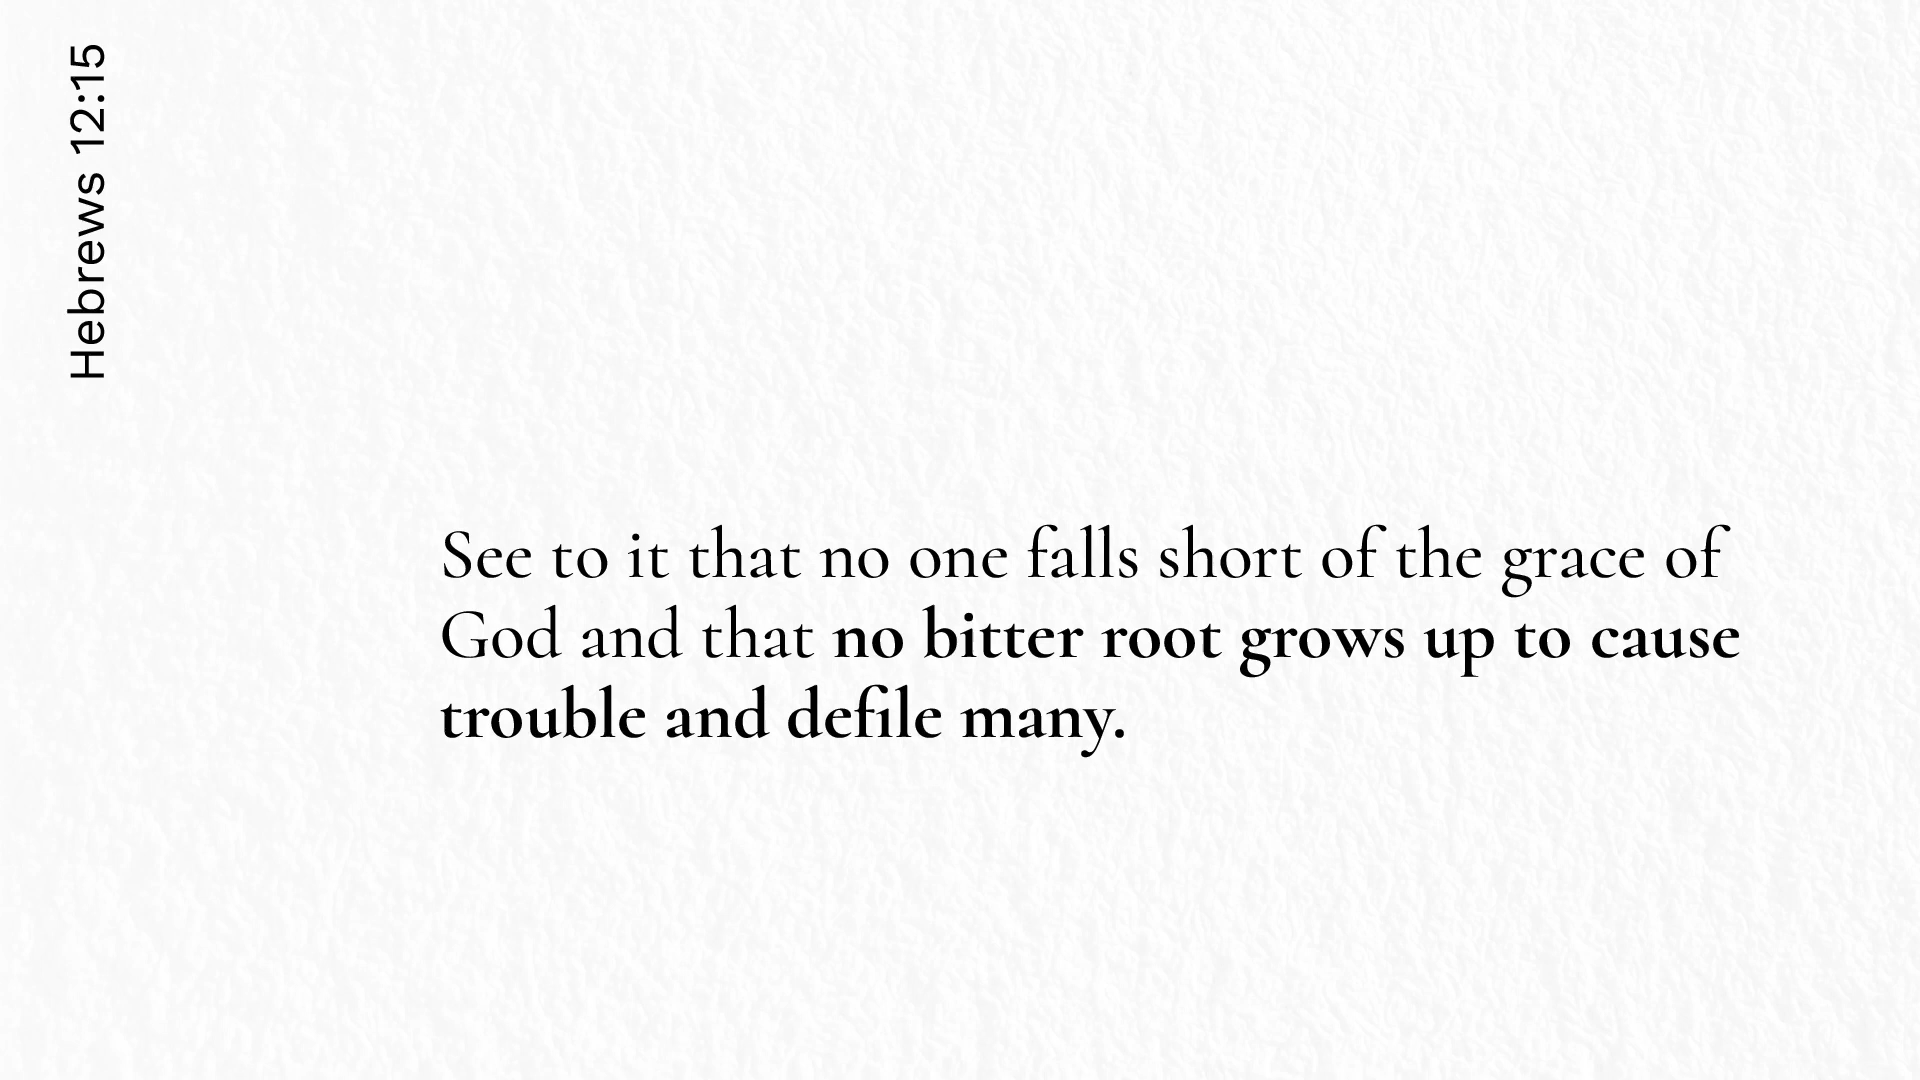 Hebrews 12:15
See to it that no one falls short of the grace of
God and that no bitter root grows up to cause
trouble and defile many.